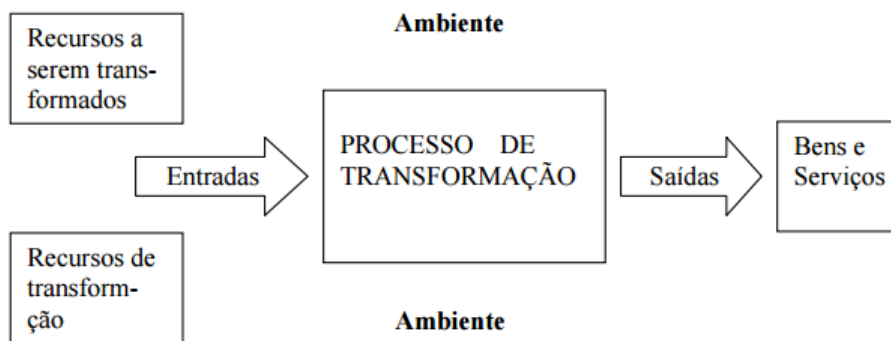 Ambiente
Recursos a
serem trans-
formados
Entradas
PROCESSO DE
TRANSFORMAÇÃO
Saídas
Bens e
Serviços
Recursos de
transform-
ção
Ambiente